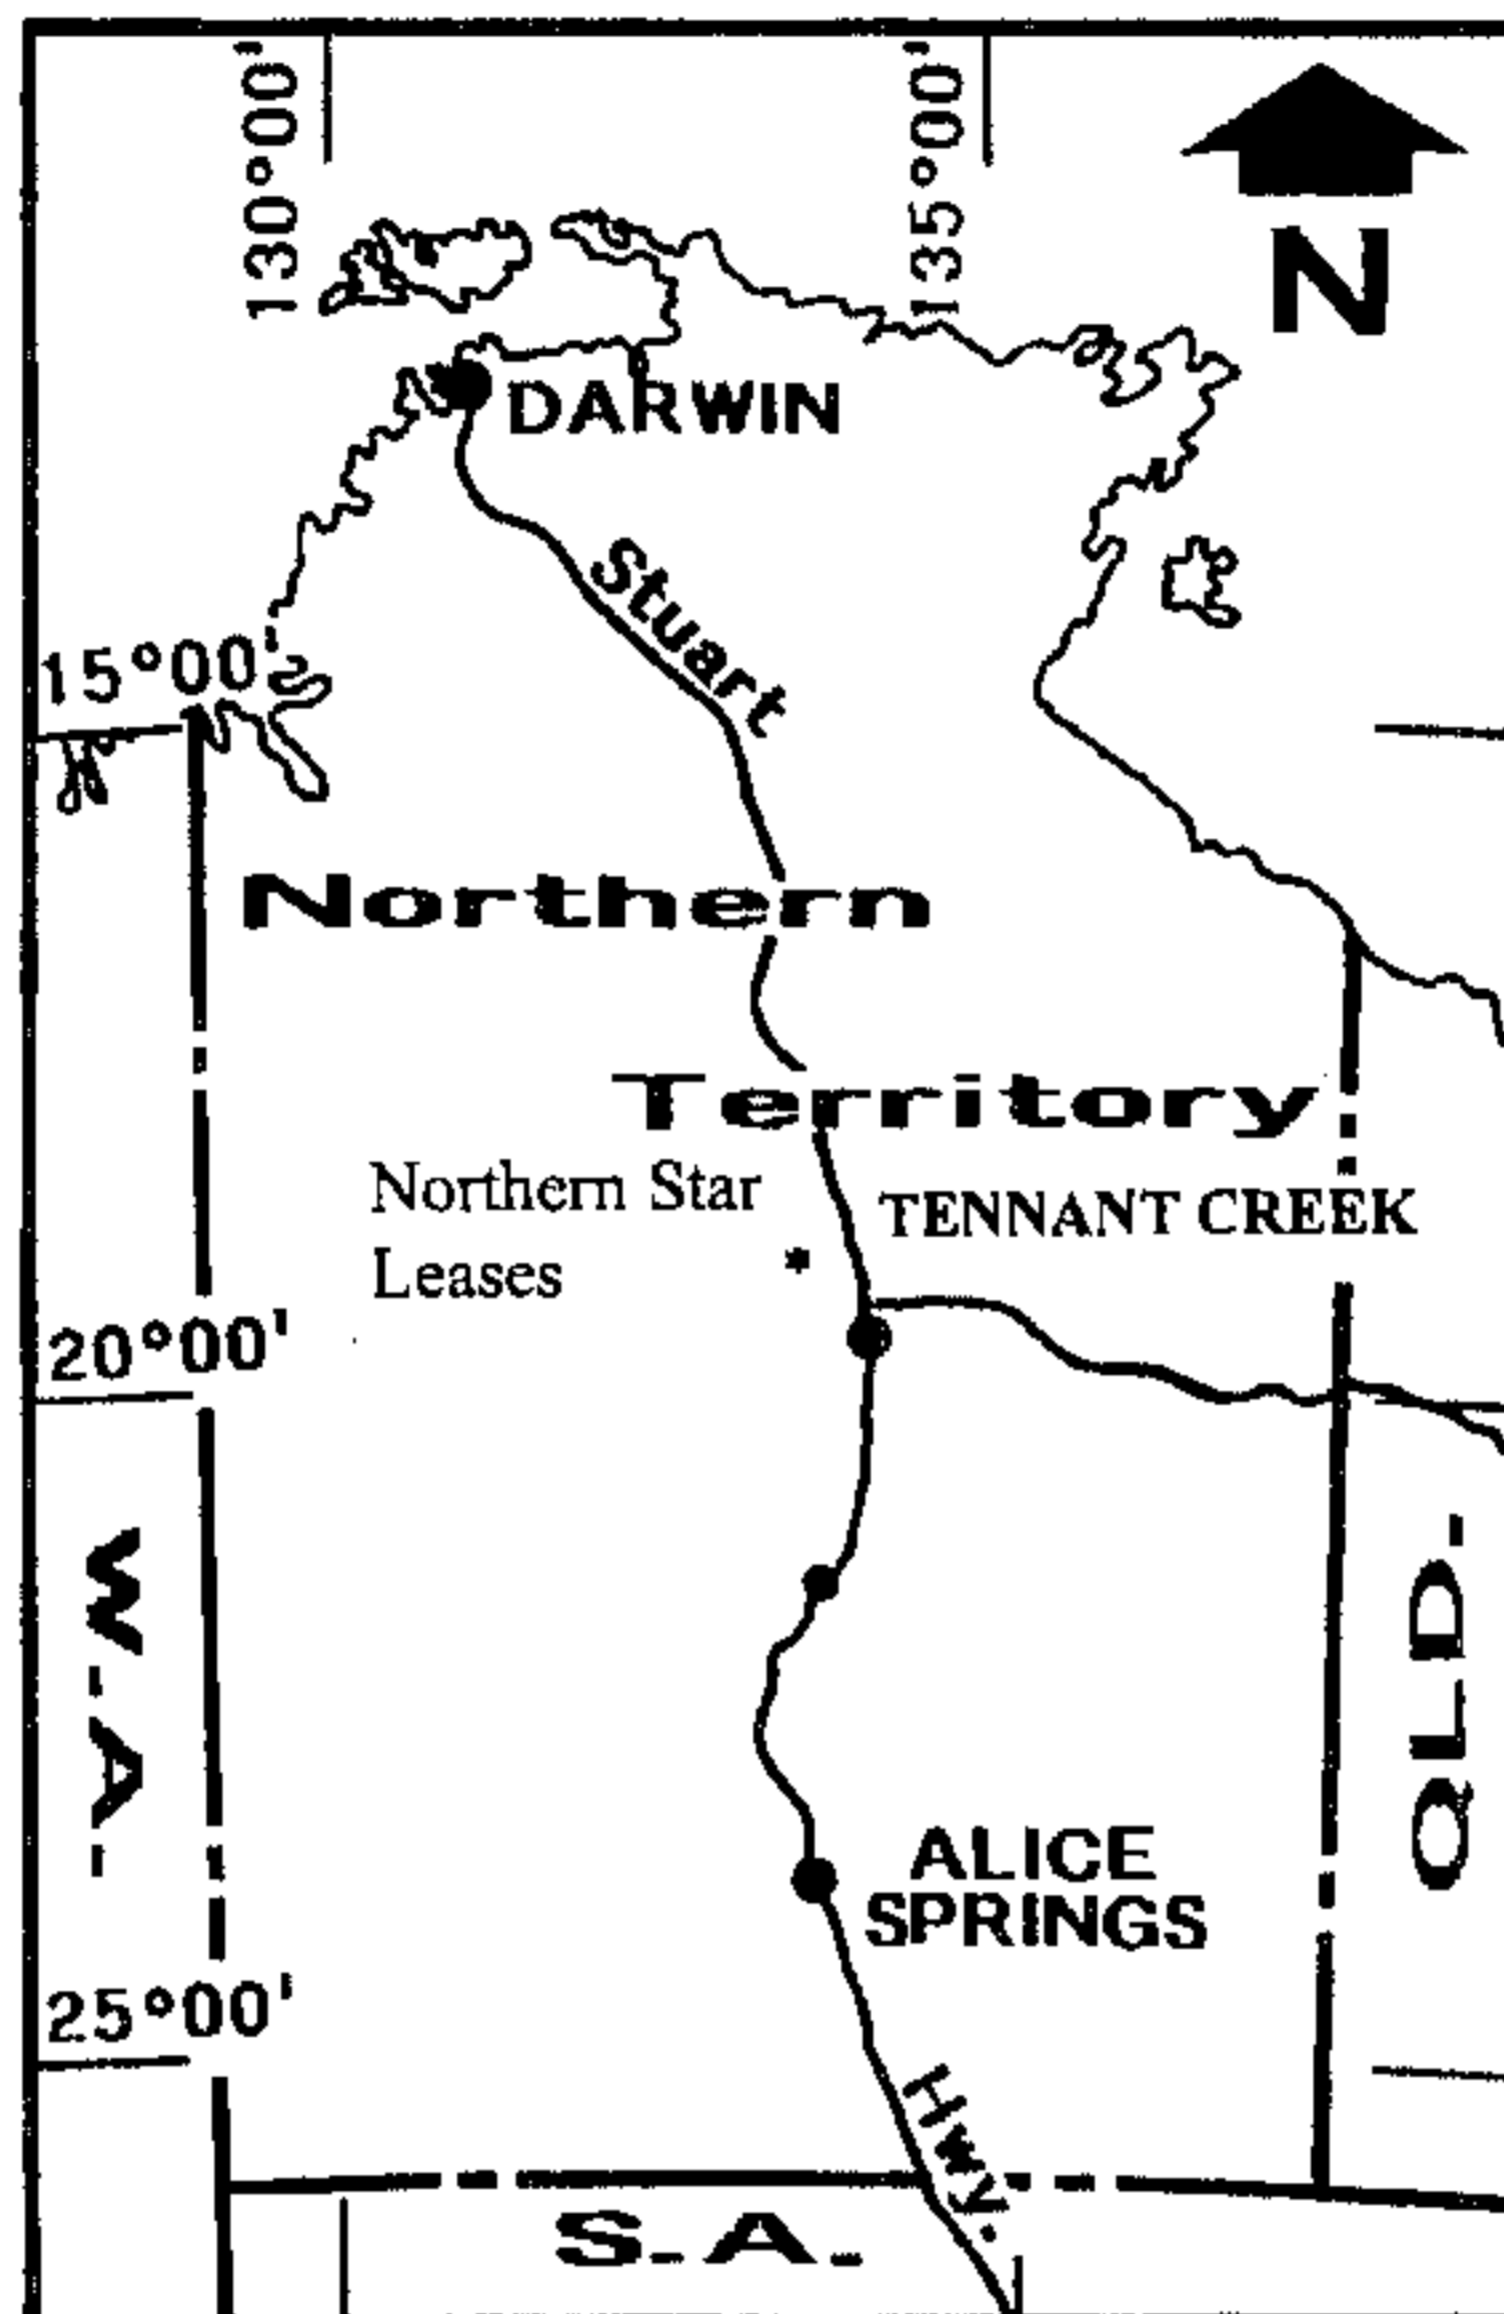 130°00'
135°00'
N
DARWIN
Stuart
15°00'
Northern
Territory
Northern Star
Leases
*
TENNANT CREEK
20°00'
W-A-
QLD-
ALICE
SPRINGS
25°00'
Hwy.
S-A-